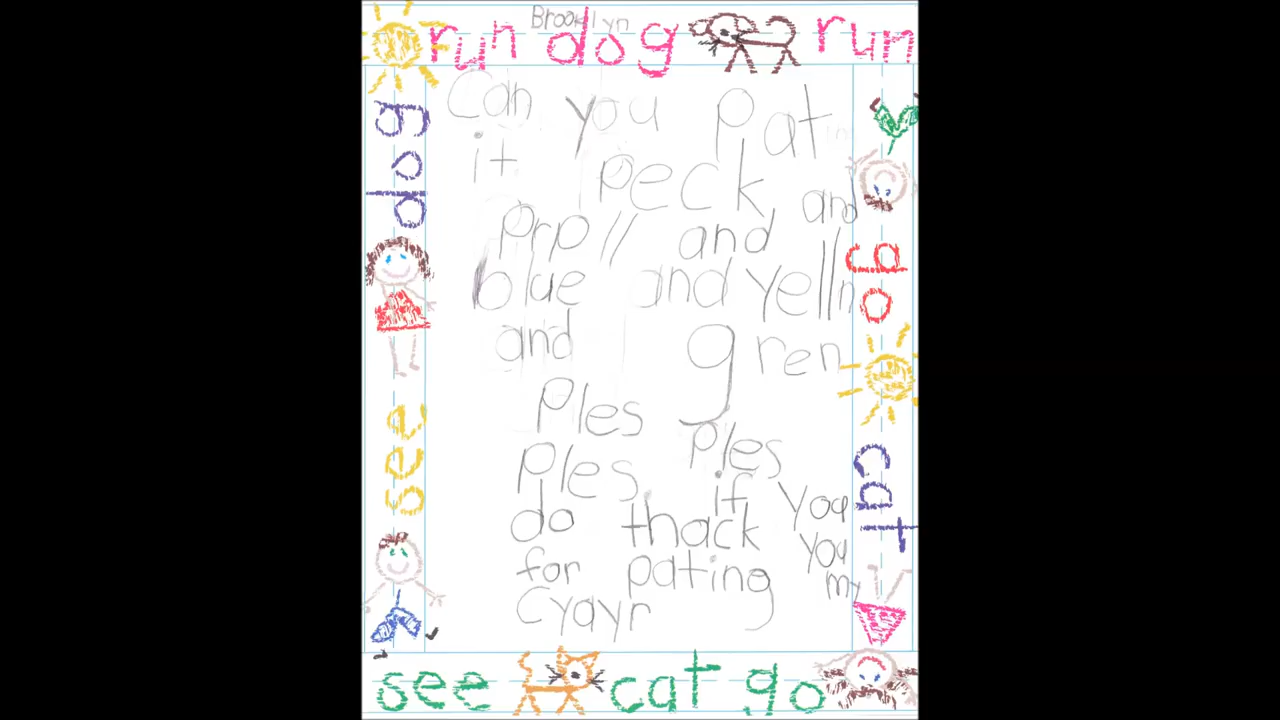 Brooklyn
run dog run
dog
see
Can you Pat
it Peck and
Prpll and
blue and yelln
and gren
Ples Ples
Ples if you
do thack you
for pating my
Cyayr
go
cat
see cat go